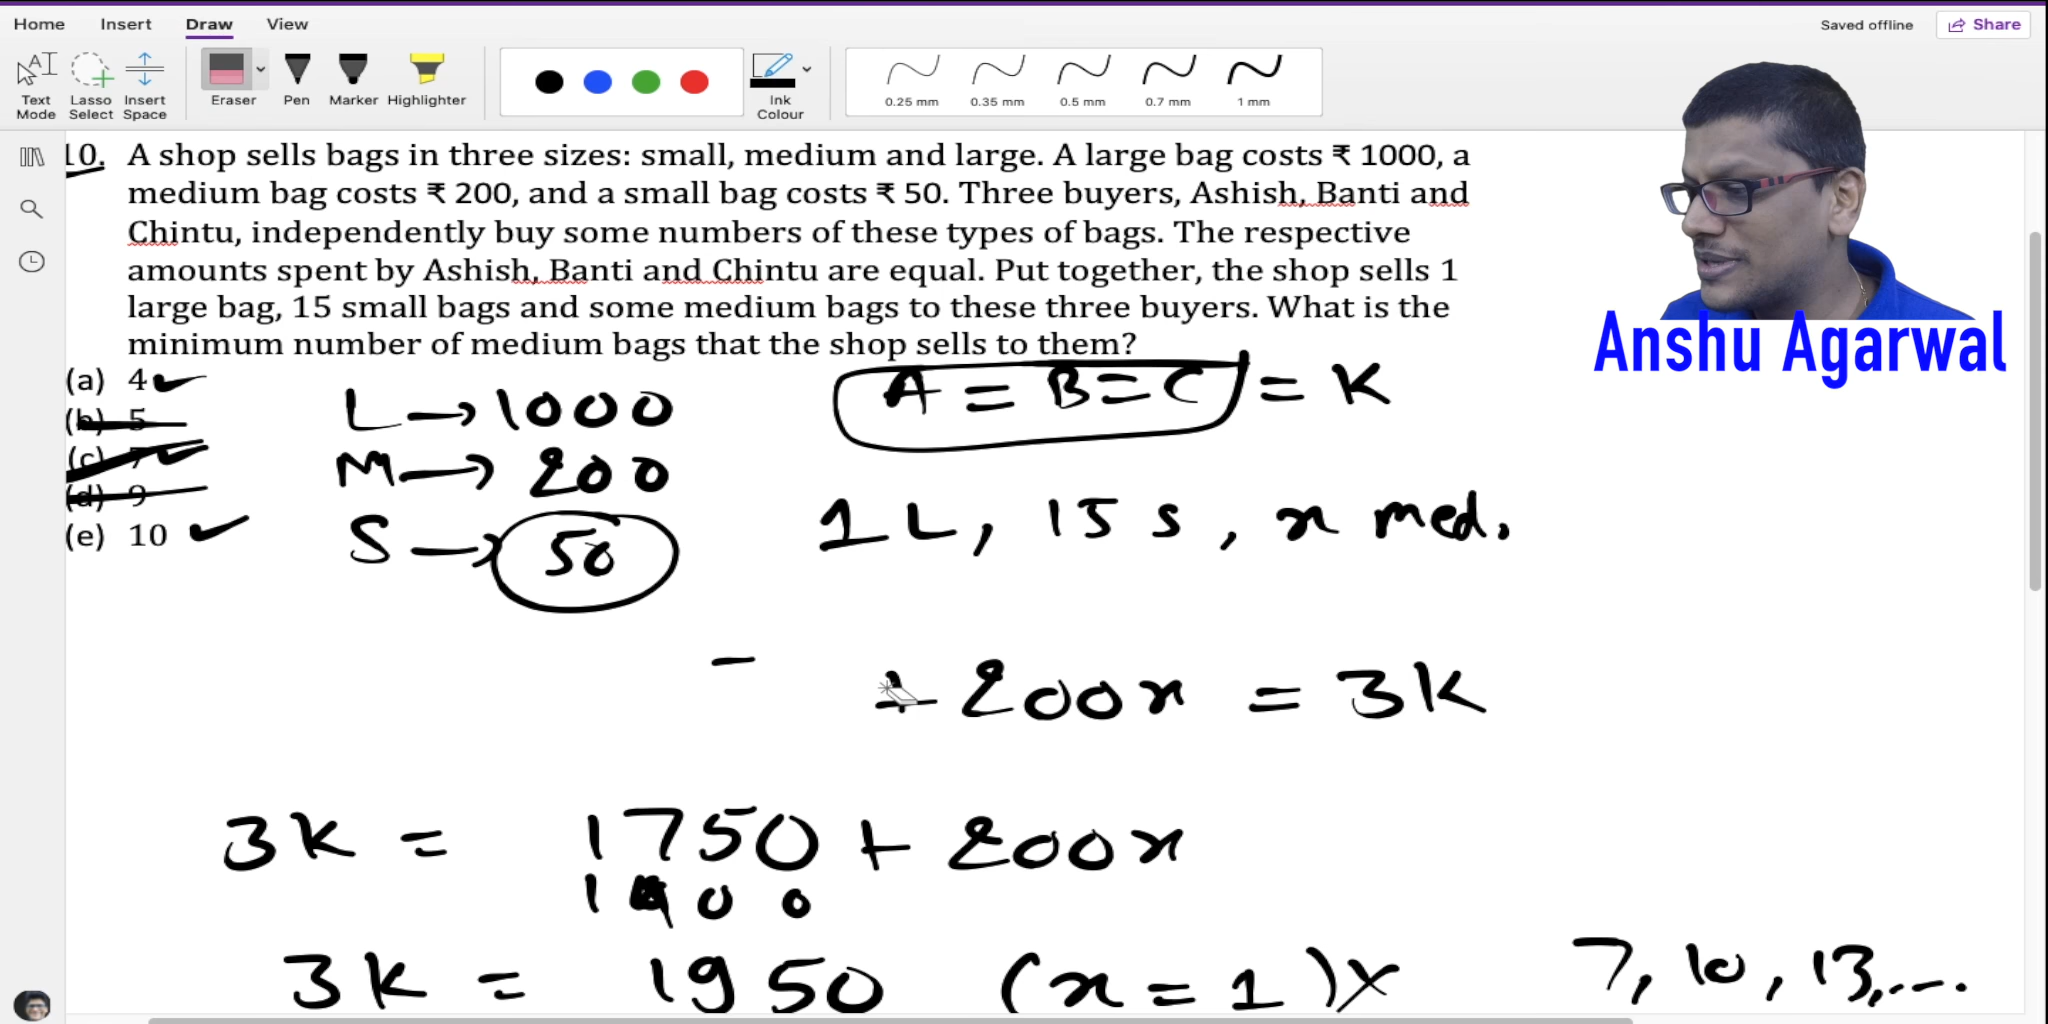 Home Insert Draw View
Saved offline Share
Text Mode Lasso Select Insert Space Eraser Pen Marker Highlighter Ink Colour 0.25 mm 0.35 mm 0.5 mm 0.7 mm 1 mm
10. A shop sells bags in three sizes: small, medium and large. A large bag costs ₹ 1000, a
medium bag costs ₹ 200, and a small bag costs ₹ 50. Three buyers, Ashish, Banti and
Chintu, independently buy some numbers of these types of bags. The respective
amounts spent by Ashish, Banti and Chintu are equal. Put together, the shop sells 1
large bag, 15 small bags and some medium bags to these three buyers. What is the
minimum number of medium bags that the shop sells to them?
Anshu Agarwal
(a) 4
(b) 5
(c) 7
(d) 9
(e) 10
L → 1000
M → 200
S → 50
A = B = C = K
1 L, 15 s, x med.
+ 200x = 3K
3K = 1750 + 200x
3K = 1950 (x = 1) ×
7, 10, 13, ...